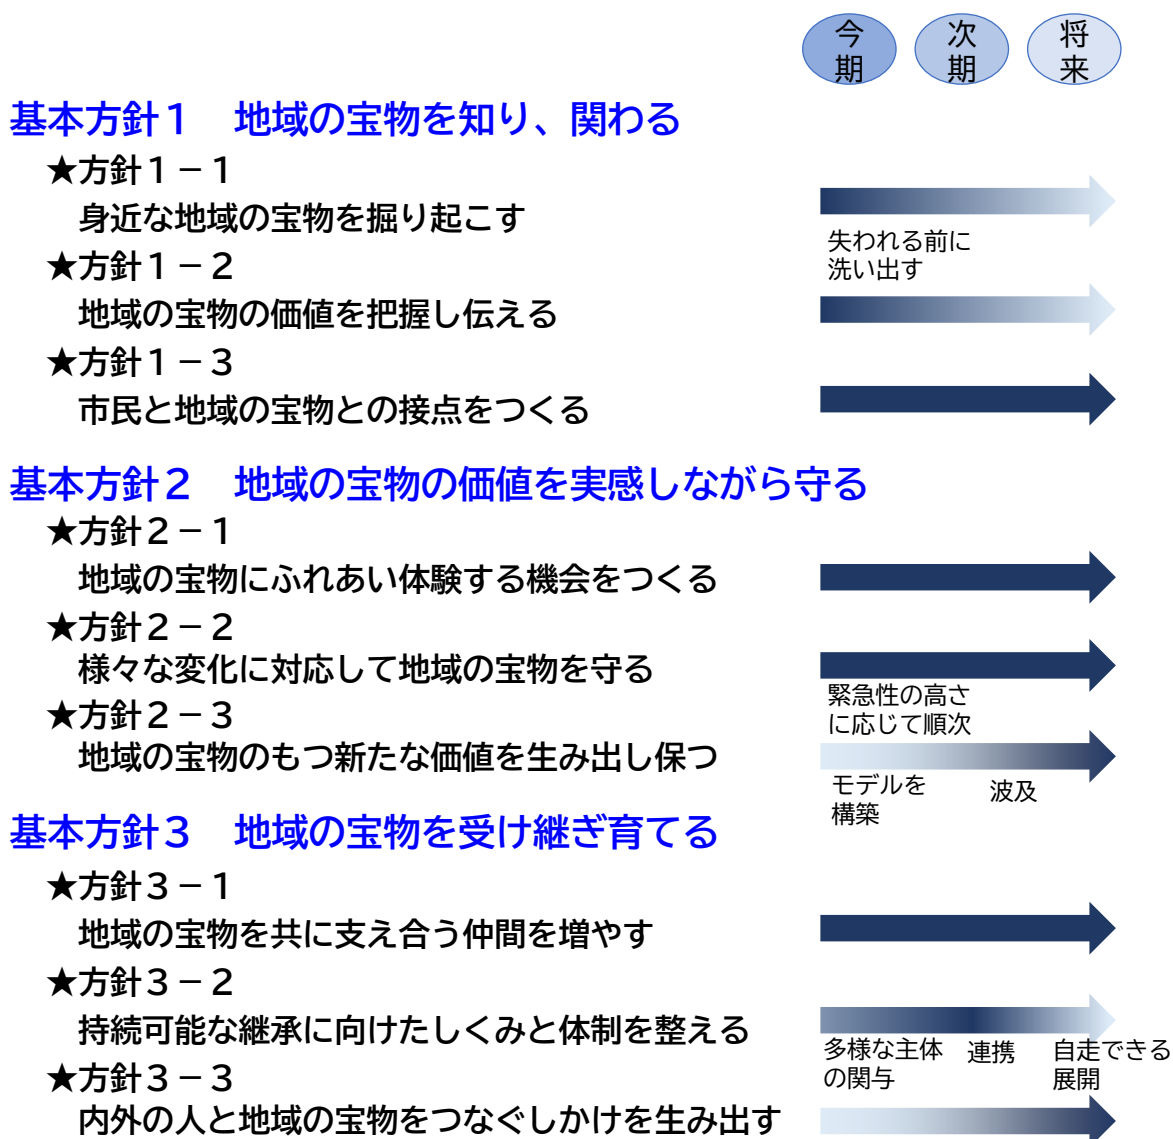 今期
次期
将来
基本方針１　地域の宝物を知り、関わる
★方針１－１
身近な地域の宝物を掘り起こす
失われる前に
洗い出す
★方針１－２
地域の宝物の価値を把握し伝える
★方針１－３
市民と地域の宝物との接点をつくる
基本方針２　地域の宝物の価値を実感しながら守る
★方針２－１
地域の宝物にふれあい体験する機会をつくる
★方針２－２
様々な変化に対応して地域の宝物を守る
緊急性の高さ
に応じて順次
★方針２－３
地域の宝物のもつ新たな価値を生み出し保つ
モデルを
構築
波及
基本方針３　地域の宝物を受け継ぎ育てる
★方針３－１
地域の宝物を共に支え合う仲間を増やす
★方針３－２
持続可能な継承に向けたしくみと体制を整える
多様な主体
の関与
連携
自走できる
展開
★方針３－３
内外の人と地域の宝物をつなぐしかけを生み出す